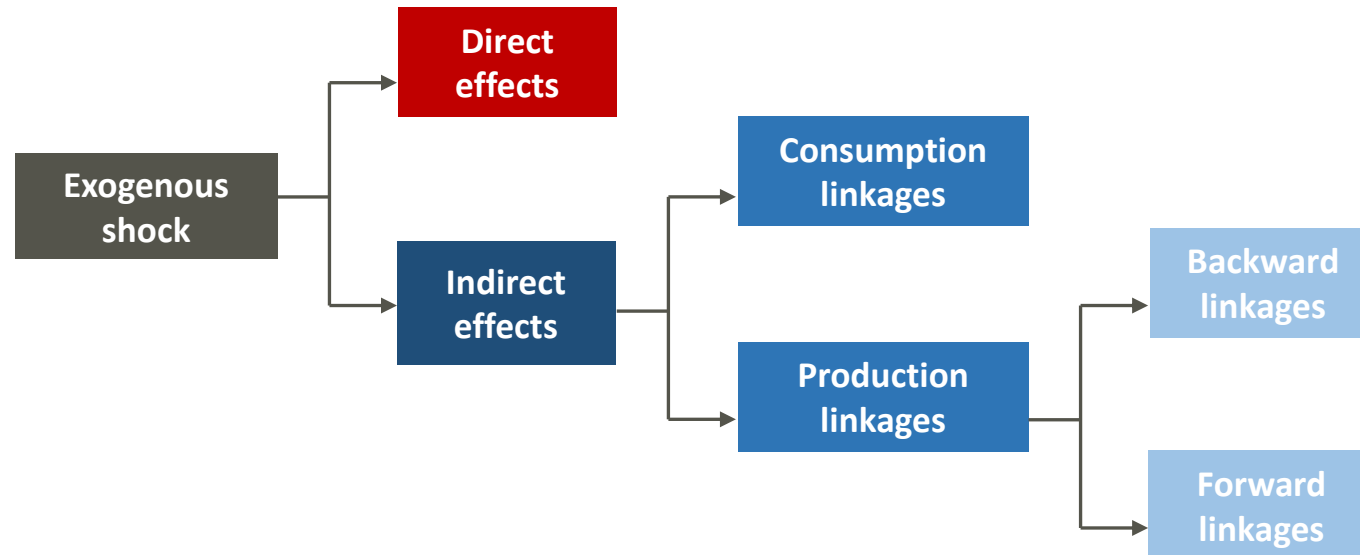 Direct
effects
Exogenous
shock
Indirect
effects
Consumption
linkages
Production
linkages
Backward
linkages
Forward
linkages